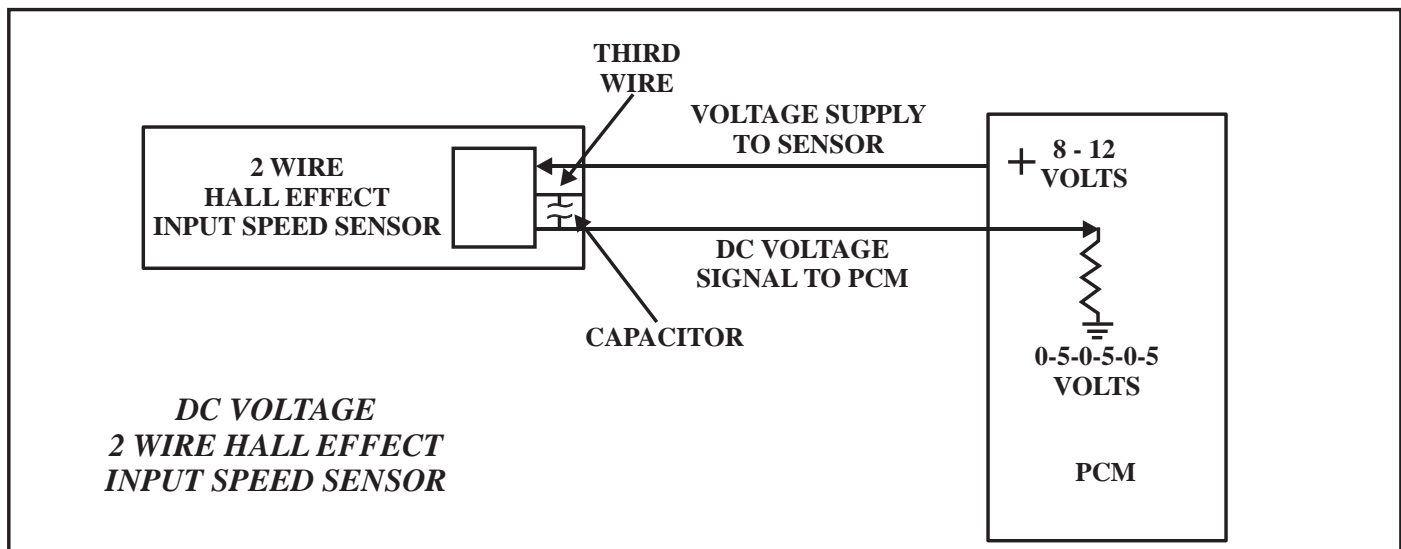 THIRD
WIRE
VOLTAGE SUPPLY
TO SENSOR
2 WIRE
HALL EFFECT
INPUT SPEED SENSOR
+ 8 - 12
VOLTS
DC VOLTAGE
SIGNAL TO PCM
CAPACITOR
0-5-0-5-0-5
VOLTS
PCM
DC VOLTAGE
2 WIRE HALL EFFECT
INPUT SPEED SENSOR